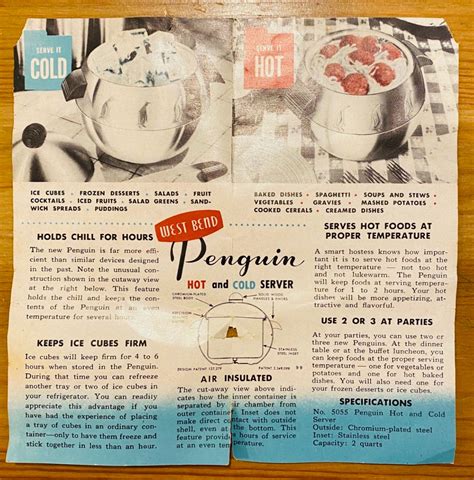 SERVE IT
COLD
SERVE IT
HOT
ICE CUBES • FROZEN DESSERTS • SALADS • FRUIT
COCKTAILS • ICED FRUITS • SALAD GREENS • SAND-
WICH SPREADS • PUDDINGS
BAKED DISHES • SPAGHETTI • SOUPS AND STEWS
VEGETABLES • GRAVIES • MASHED POTATOES
COOKED CEREALS • CREAMED DISHES
WEST BEND
Penguin
HOT and COLD SERVER
HOLDS CHILL FOR HOURS
The new Penguin is far more effi-
cient than similar devices designed
in the past. Note the unusual con-
struction shown in the cutaway view
at the right below. This feature
holds the chill and keeps the con-
tents of the Penguin at an even
temperature for several hours.
KEEPS ICE CUBES FIRM
Ice cubes will keep firm for 4 to 6
hours when stored in the Penguin.
During that time you can refreeze
another tray or two of ice cubes in
your refrigerator. You can readily
appreciate this advantage if you
have had the experience of placing
a tray of cubes in an ordinary con-
tainer—only to have them freeze and
stick together in less than an hour.
CHROMIUM-PLATED
STEEL BODY
SOLID WOOD
HANDLES & KNOBS
STAINLESS
STEEL INSET
DESIGN PATENT 127,279
AIR INSULATED
The cut-away view above indi-
cates how the inner container is
separated by air chamber from
outer container. Inset does not
make direct contact with outside
shell, even at the bottom. This
feature provides hours of service
at an even temperature.
SERVES HOT FOODS AT
PROPER TEMPERATURE
A smart hostess knows how impor-
tant it is to serve hot foods at the
right temperature — not too hot
and not lukewarm. The Penguin
will keep foods at serving tempera-
ture for 1 to 2 hours. Your hot
dishes will be more appetizing, at-
tractive and flavorful.
USE 2 OR 3 AT PARTIES
At your parties, you can use two or
three new Penguins. At the dinner
table or at the buffet luncheon, you
can keep foods at the proper serving
temperature — one for vegetables or
potatoes and one for hot baked
dishes. You will also need one for
your frozen desserts or ice cubes.
SPECIFICATIONS
No. 5055 Penguin Hot and Cold
Server
Outside: Chromium-plated steel
Inset: Stainless steel
Capacity: 2 quarts